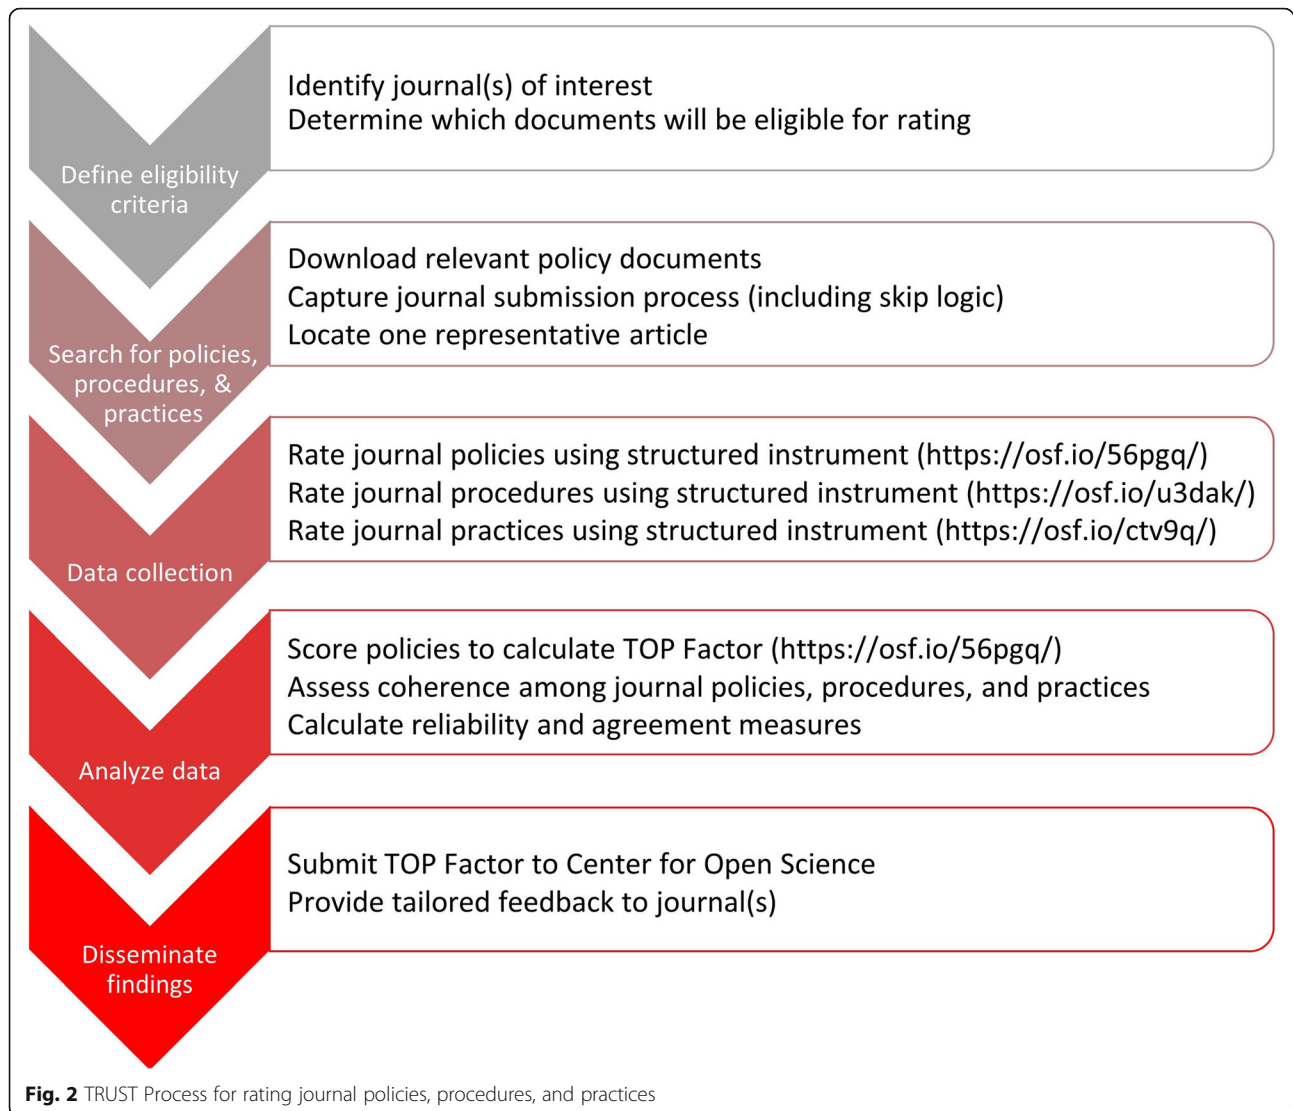 Define eligibility
criteria
Identify journal(s) of interest
Determine which documents will be eligible for rating
Search for policies,
procedures, &
practices
Download relevant policy documents
Capture journal submission process (including skip logic)
Locate one representative article
Data collection
Rate journal policies using structured instrument (https://osf.io/56pgq/)
Rate journal procedures using structured instrument (https://osf.io/u3dak/)
Rate journal practices using structured instrument (https://osf.io/ctv9q/)
Analyze data
Score policies to calculate TOP Factor (https://osf.io/56pgq/)
Assess coherence among journal policies, procedures, and practices
Calculate reliability and agreement measures
Disseminate
findings
Submit TOP Factor to Center for Open Science
Provide tailored feedback to journal(s)
Fig. 2 TRUST Process for rating journal policies, procedures, and practices